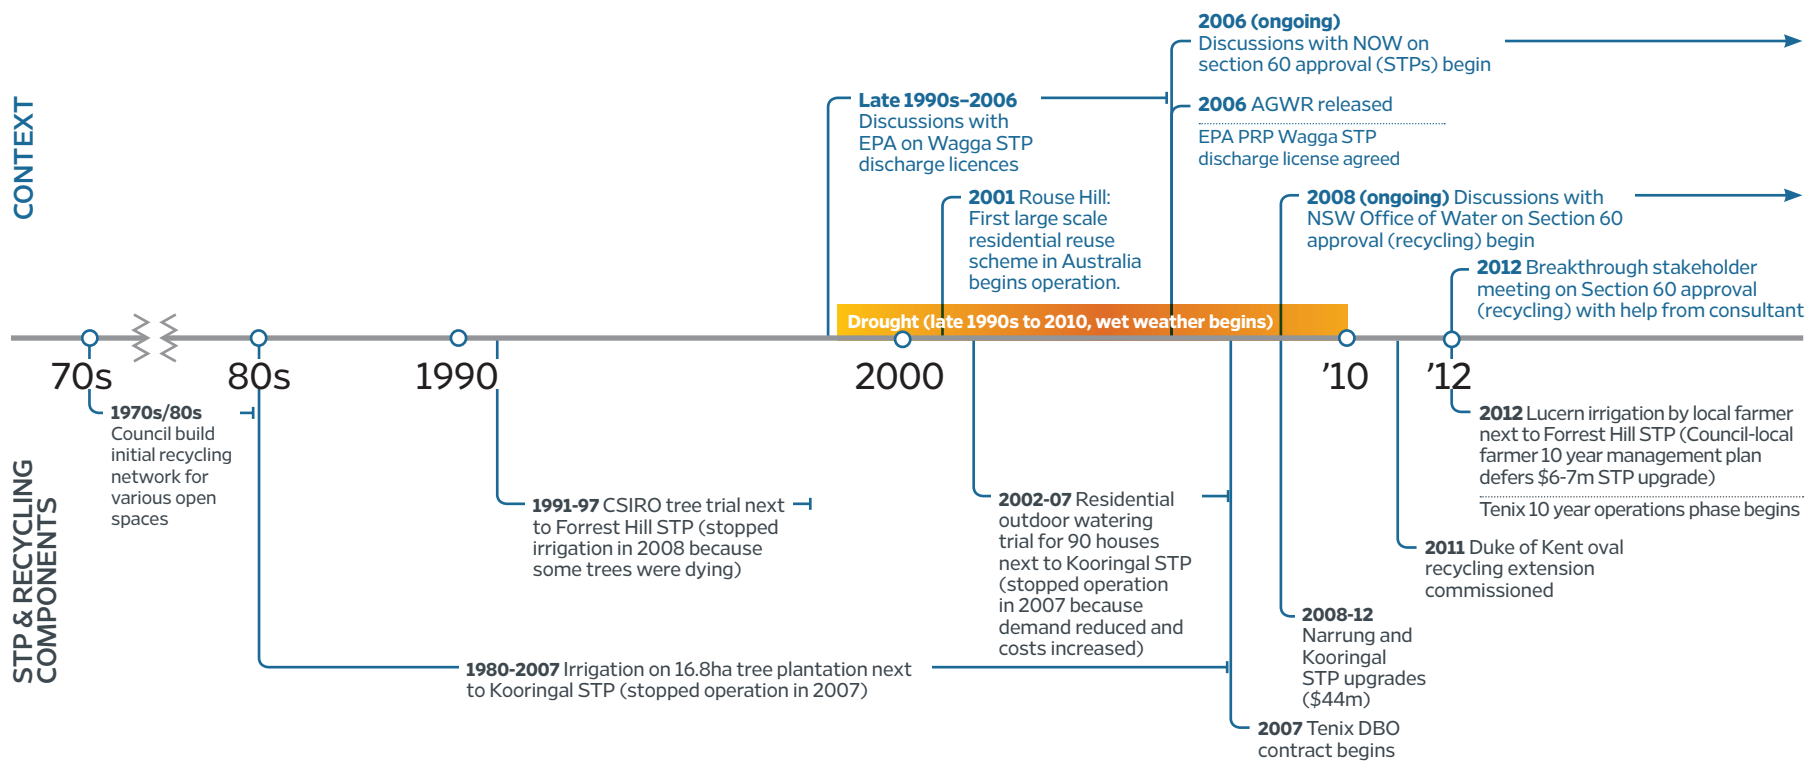 CONTEXT
2006 (ongoing)
Discussions with NOW on
section 60 approval (STPs) begin
Late 1990s–2006
Discussions with
EPA on Wagga STP
discharge licences
2006 AGWR released
EPA PRP Wagga STP
discharge license agreed
2001 Rouse Hill:
First large scale
residential reuse
scheme in Australia
begins operation.
2008 (ongoing) Discussions with
NSW Office of Water on Section 60
approval (recycling) begin
2012 Breakthrough stakeholder
meeting on Section 60 approval
(recycling) with help from consultant
Drought (late 1990s to 2010, wet weather begins)
70s
80s
1990
2000
'10
'12
STP & RECYCLING
COMPONENTS
1970s/80s
Council build
initial recycling
network for
various open
spaces
1991-97 CSIRO tree trial next
to Forrest Hill STP (stopped
irrigation in 2008 because
some trees were dying)
1980-2007 Irrigation on 16.8ha tree plantation next
to Kooringal STP (stopped operation in 2007)
2002-07 Residential
outdoor watering
trial for 90 houses
next to Kooringal STP
(stopped operation
in 2007 because
demand reduced and
costs increased)
2007 Tenix DBO
contract begins
2008-12
Narrung and
Kooringal
STP upgrades
($44m)
2011 Duke of Kent oval
recycling extension
commissioned
2012 Lucern irrigation by local farmer
next to Forrest Hill STP (Council-local
farmer 10 year management plan
defers $6-7m STP upgrade)
Tenix 10 year operations phase begins